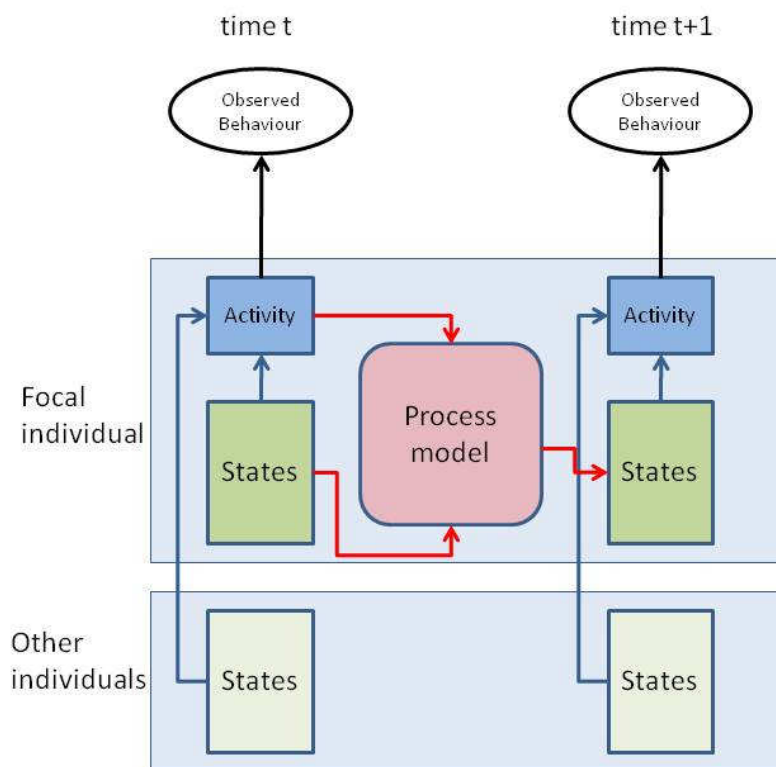 time t
time t+1
Observed
Behaviour
Observed
Behaviour
Activity
Activity
Focal
individual
Process
model
States
States
Other
individuals
States
States